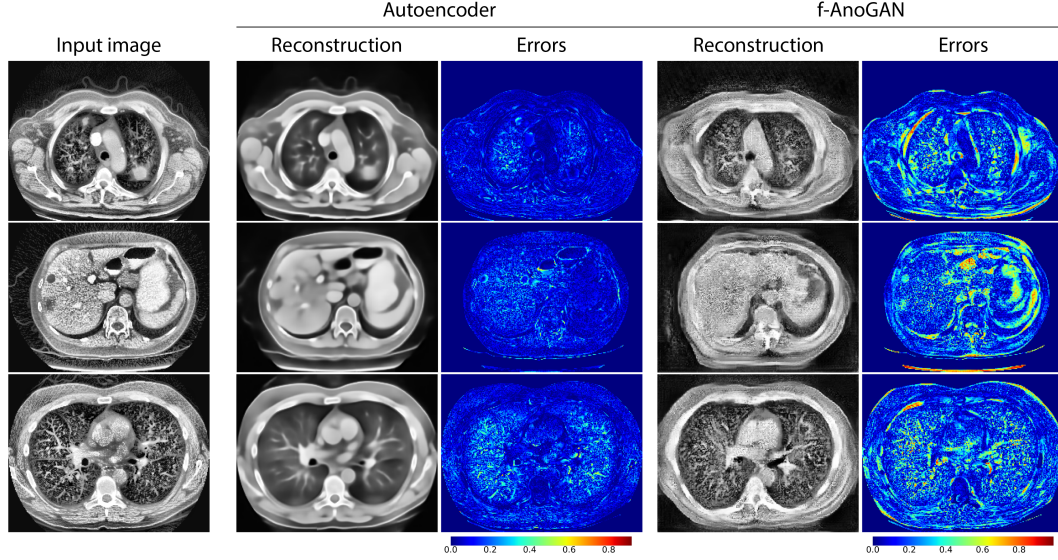 Autoencoder
f-AnoGAN
Input image
Reconstruction
Errors
Reconstruction
Errors
0.0 0.2 0.4 0.6 0.8
0.0 0.2 0.4 0.6 0.8